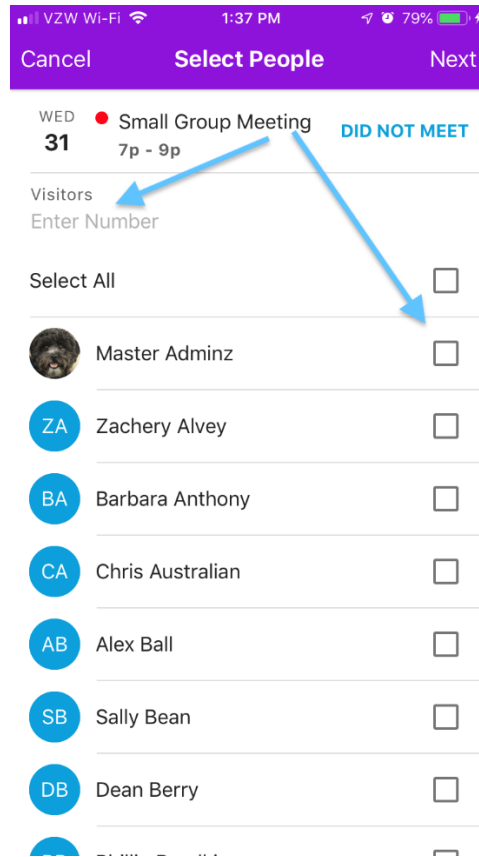 VZW Wi-Fi 1:37 PM 79%
Cancel Select People Next
WED
31
Small Group Meeting
7p - 9p
DID NOT MEET
Visitors
Enter Number
Select All
Master Adminz
ZA Zachery Alvey
BA Barbara Anthony
CA Chris Australian
AB Alex Ball
SB Sally Bean
DB Dean Berry